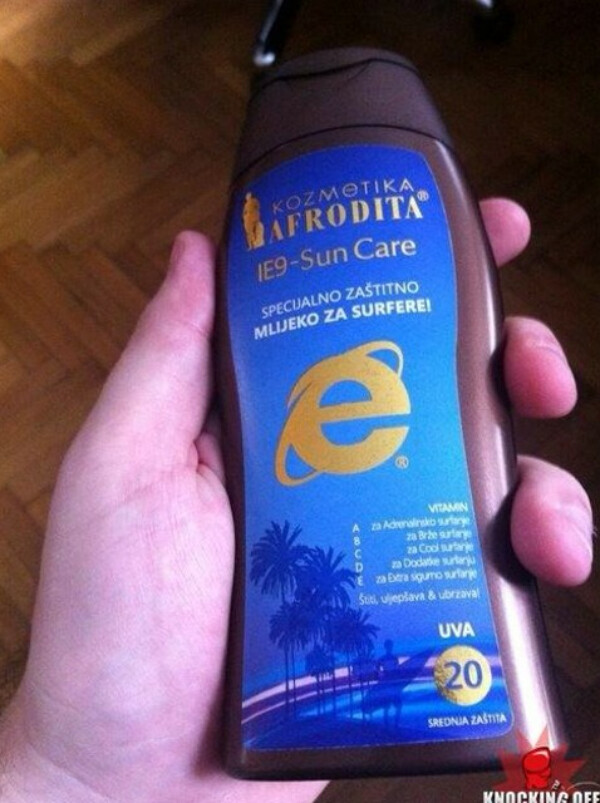 KOZMETIKA
AFRODITA®
IE9-Sun Care
SPECIJALNO ZAŠTITNO
MLIJEKO ZA SURFERE!
e®
VITAMIN
A za Adrenalinsko surfanje
B za Brže surfanje
C za Cool surfanje
D za Dodatke surfanju
E za Extra sigurno surfanje
Štiti, uljepšava & ubrzava!
UVA
20
SREDNJA ZAŠTITA
KNOCKING OFF